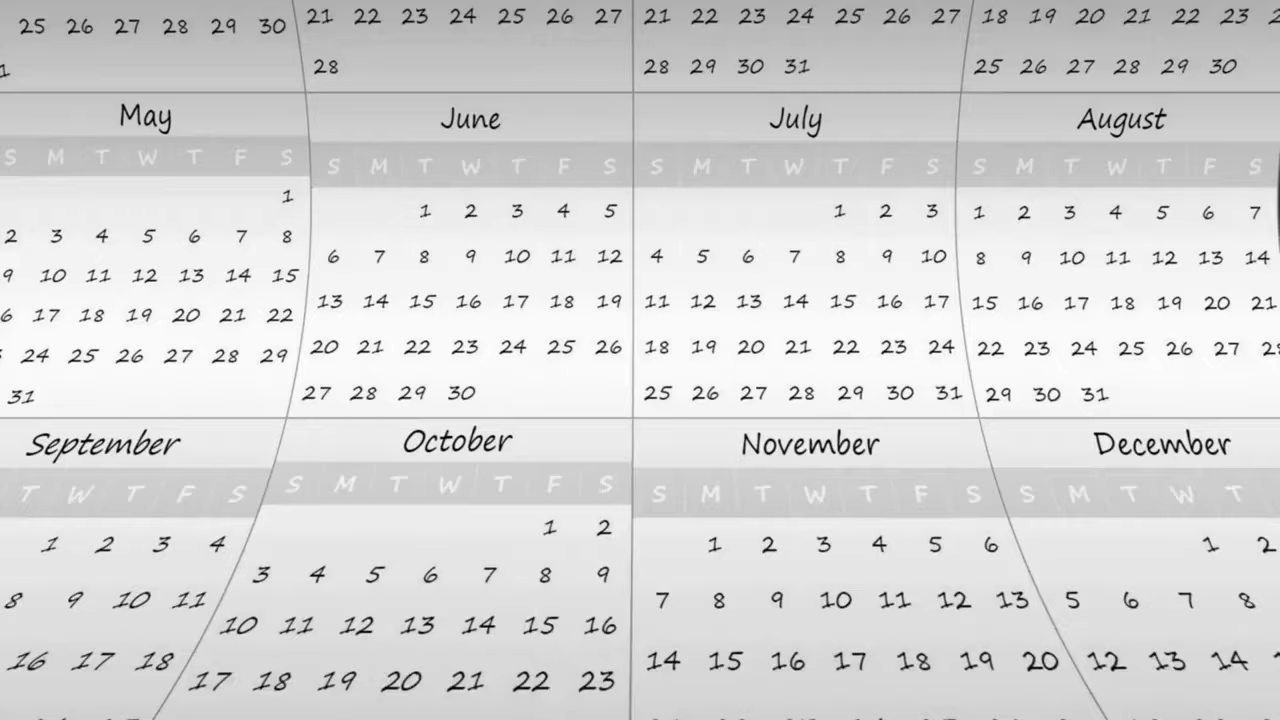 25 26 27 28 29 30
21 22 23 24 25 26 27
28
21 22 23 24 25 26 27
28 29 30 31
18 19 20 21 22 23
25 26 27 28 29 30
May
S M T W T F S
1
2 3 4 5 6 7 8
9 10 11 12 13 14 15
6 17 18 19 20 21 22
24 25 26 27 28 29
31
June
S M T W T F S
1 2 3 4 5
6 7 8 9 10 11 12
13 14 15 16 17 18 19
20 21 22 23 24 25 26
27 28 29 30
July
S M T W T F S
1 2 3
4 5 6 7 8 9 10
11 12 13 14 15 16 17
18 19 20 21 22 23 24
25 26 27 28 29 30 31
August
S M T W T F S
1 2 3 4 5 6 7
8 9 10 11 12 13 14
15 16 17 18 19 20 21
22 23 24 25 26 27 28
29 30 31
September
T W T F S
1 2 3 4
8 9 10 11
16 17 18
October
S M T W T F S
1 2
3 4 5 6 7 8 9
10 11 12 13 14 15 16
17 18 19 20 21 22 23
November
S M T W T F S
1 2 3 4 5 6
7 8 9 10 11 12 13
14 15 16 17 18 19 20
December
S M T W T
1 2
5 6 7 8
12 13 14